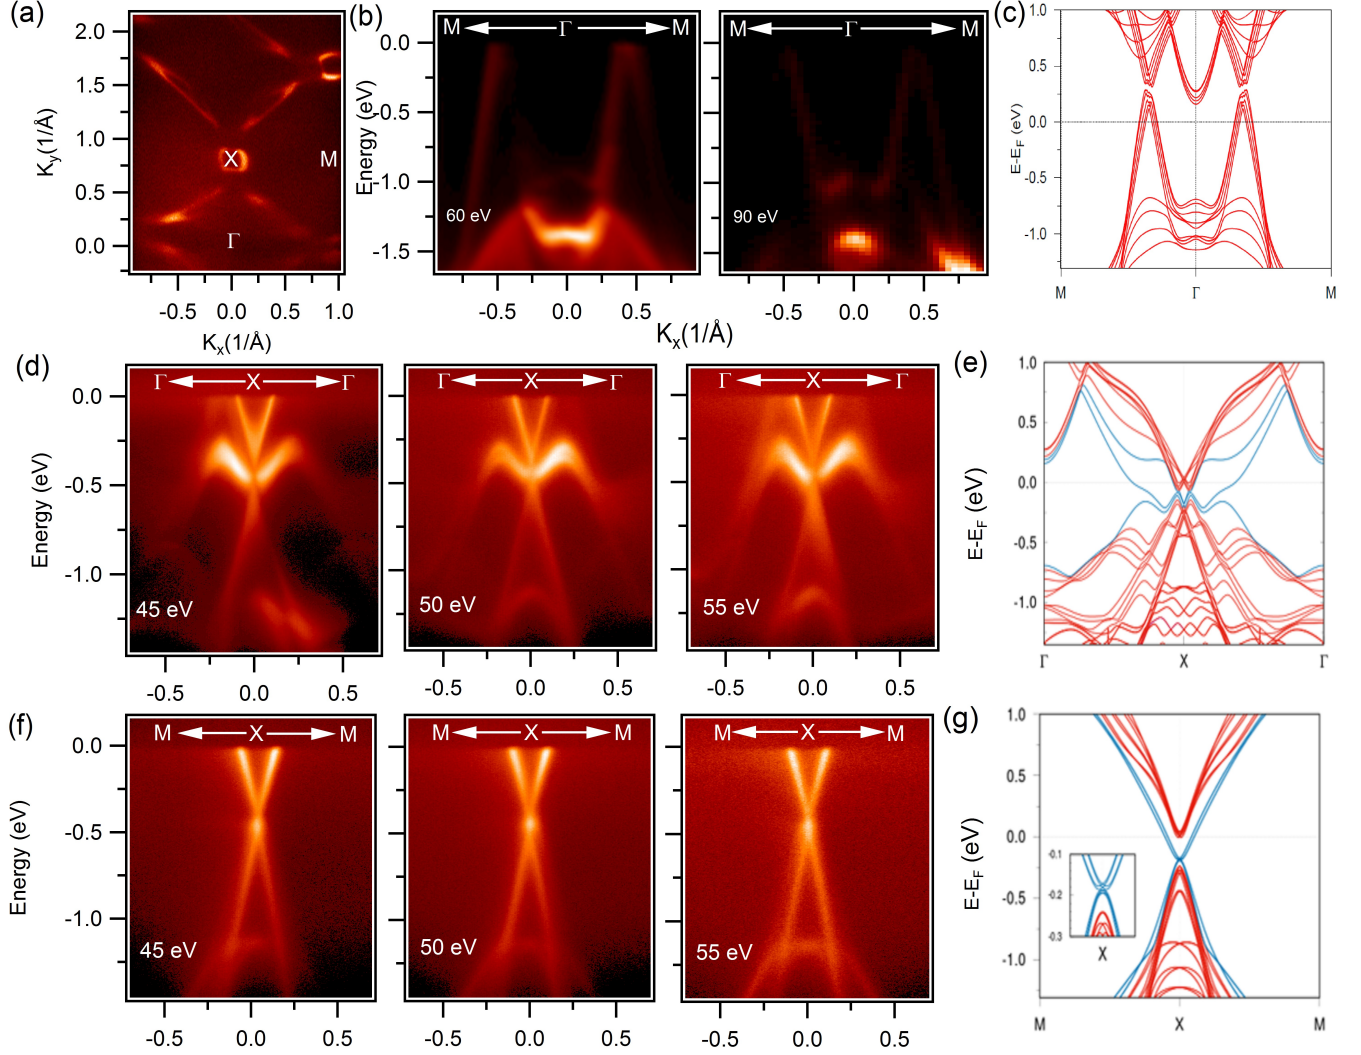 (a)
2.0
1.5
1.0
0.5
0.0
Ky(1/Å)
X
M
Γ
-0.5 0.0 0.5 1.0
Kx(1/Å)
(b)
M Γ M
0.0
-0.5
-1.0
-1.5
Energy (eV)
60 eV
-0.5 0.0 0.5
M Γ M
90 eV
-0.5 0.0 0.5
Kx(1/Å)
(c)
1.0
0.5
0.0
-0.5
-1.0
E-EF (eV)
M Γ M
(d)
Γ X Γ
0.0
-0.5
-1.0
Energy (eV)
45 eV
-0.5 0.0 0.5
Γ X Γ
50 eV
-0.5 0.0 0.5
Γ X Γ
55 eV
-0.5 0.0 0.5
(e)
1.0
0.5
0.0
-0.5
-1.0
E-EF (eV)
Γ X Γ
(f)
M X M
0.0
-0.5
-1.0
Energy (eV)
45 eV
-0.5 0.0 0.5
M X M
50 eV
-0.5 0.0 0.5
M X M
55 eV
-0.5 0.0 0.5
(g)
1.0
0.5
0.0
-0.5
-1.0
E-EF (eV)
-0.1
-0.2
-0.3
X
M X M